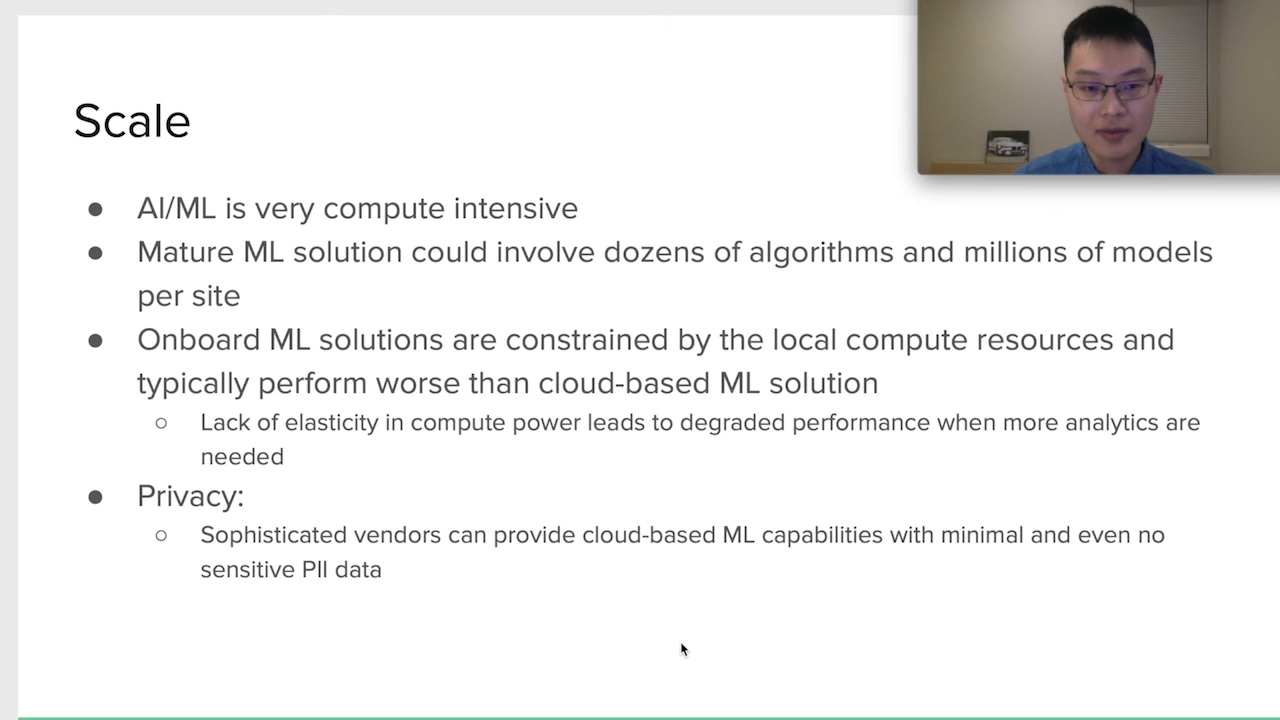 Scale
● AI/ML is very compute intensive
● Mature ML solution could involve dozens of algorithms and millions of models
per site
● Onboard ML solutions are constrained by the local compute resources and
typically perform worse than cloud-based ML solution
○ Lack of elasticity in compute power leads to degraded performance when more analytics are
needed
● Privacy:
○ Sophisticated vendors can provide cloud-based ML capabilities with minimal and even no
sensitive PII data